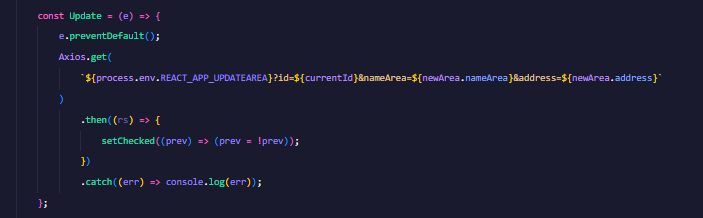 const Update = (e) => {
e.preventDefault();
Axios.get(
`${process.env.REACT_APP_UPDATEAREA}?id=${currentId}&nameArea=${newArea.nameArea}&address=${newArea.address}`
)
.then((rs) => {
setChecked((prev) => (prev = !prev));
})
.catch((err) => console.log(err));
};